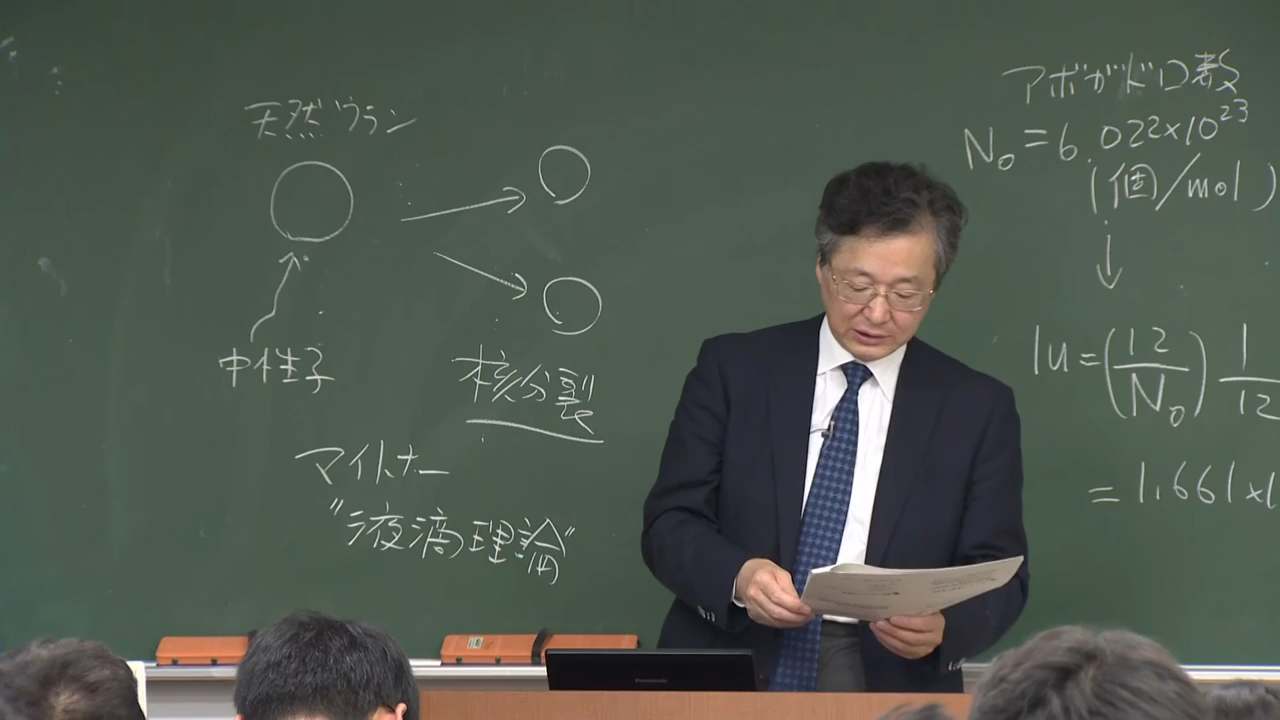 天然ウラン
中性子
核分裂
マイトナー
"液滴理論"
アボガドロ数
N₀=6.022×10²³
(個/mol)
1u=(12/N₀)1/12
=1.661×1
Panasonic